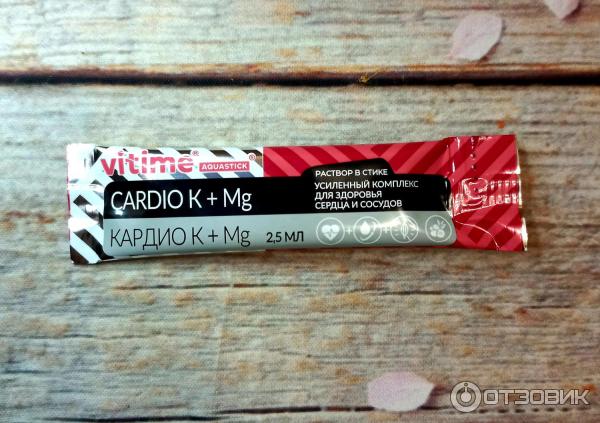 vitime®
AQUASTICK®
CARDIO K + Mg
КАРДИО K + Mg 2,5 МЛ
РАСТВОР В СТИКЕ
УСИЛЕННЫЙ КОМПЛЕКС
ДЛЯ ЗДОРОВЬЯ
СЕРДЦА И СОСУДОВ
ОТЗОВИК